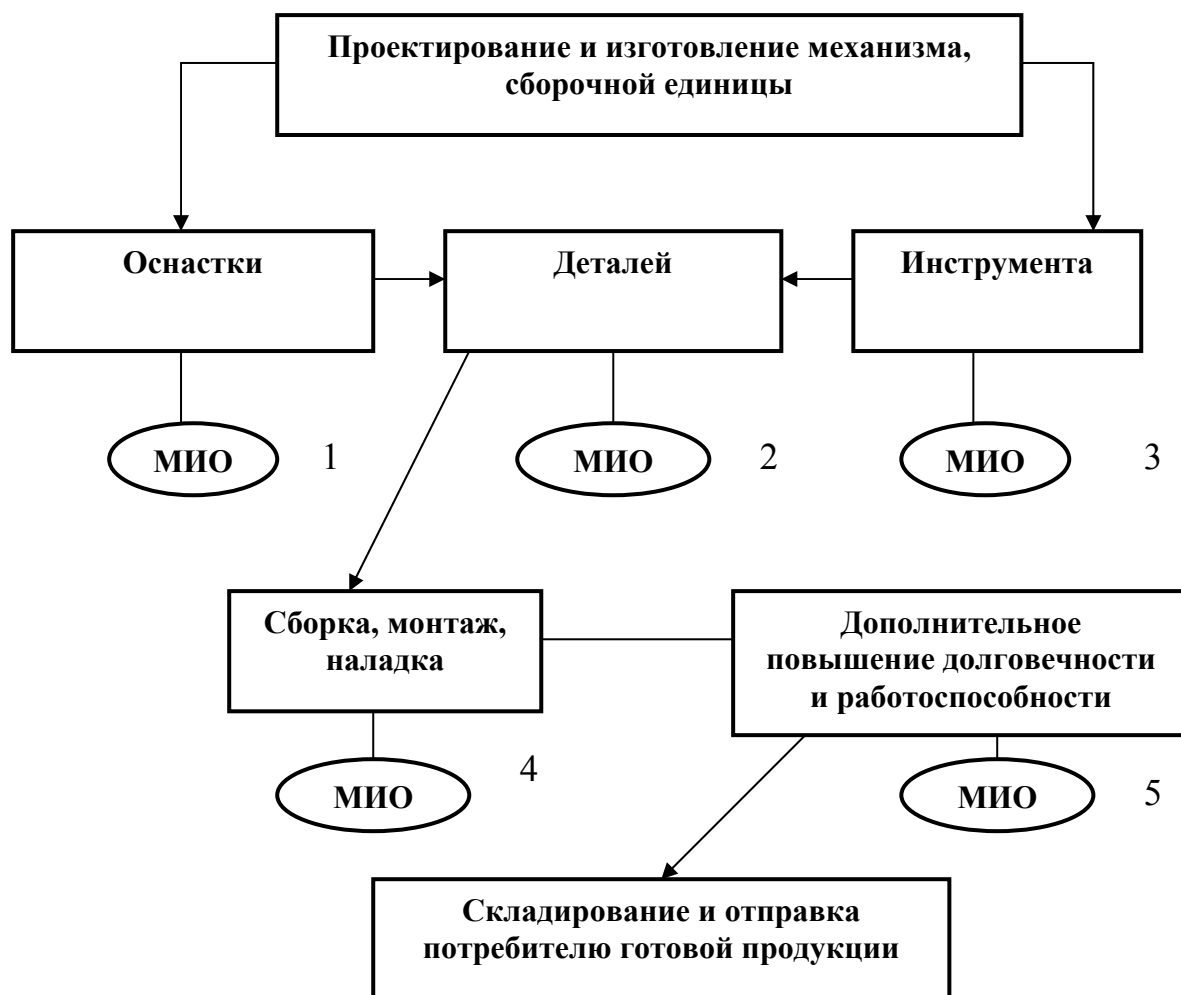 Проектирование и изготовление механизма,
сборочной единицы
Оснастки
Деталей
Инструмента
МИО
1
МИО
2
МИО
3
Сборка, монтаж,
наладка
Дополнительное
повышение долговечности
и работоспособности
МИО
4
МИО
5
Складирование и отправка
потребителю готовой продукции